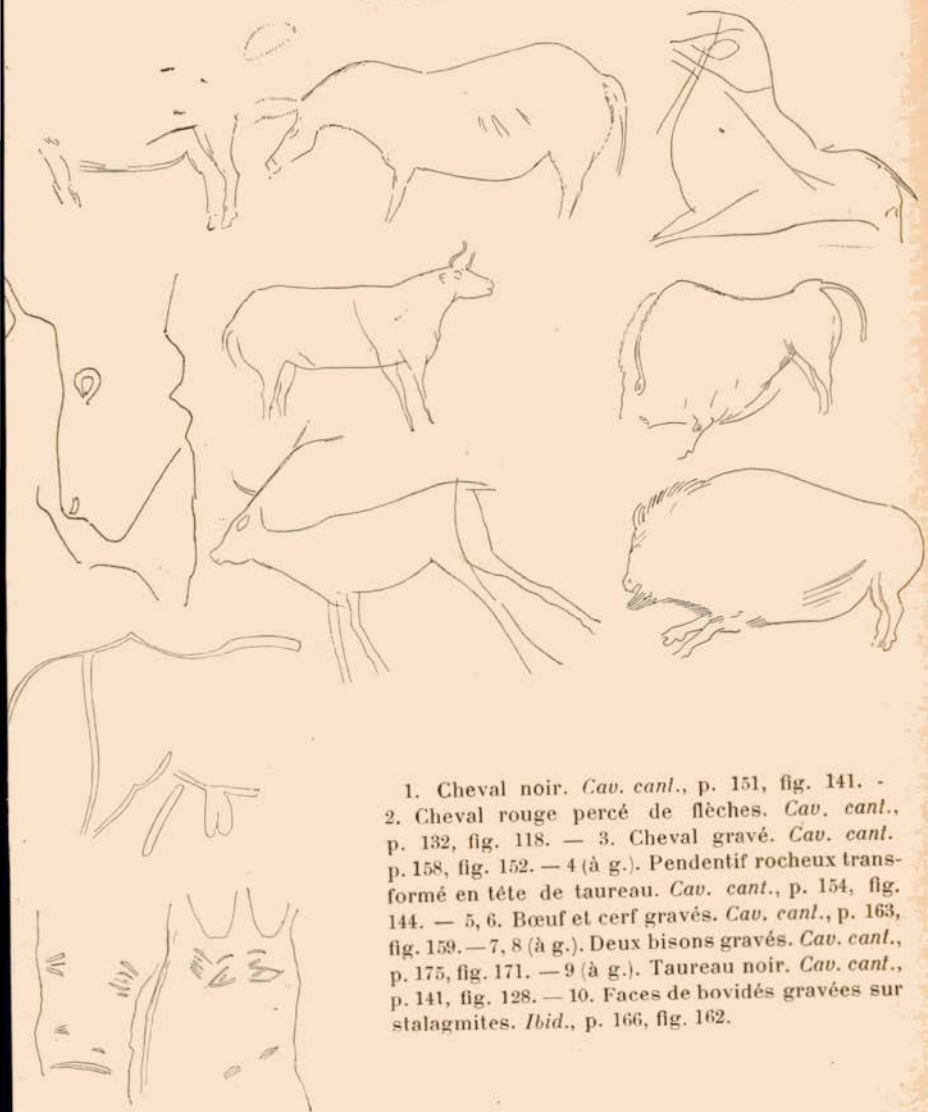 1. Cheval noir. Cav. cant., p. 151, fig. 141. -
2. Cheval rouge percé de flèches. Cav. cant.,
p. 132, fig. 118. — 3. Cheval gravé. Cav. cant.
p. 158, fig. 152. — 4 (à g.). Pendentif rocheux trans-
formé en tête de taureau. Cav. cant., p. 154, fig.
144. — 5, 6. Bœuf et cerf gravés. Cav. cant., p. 163,
fig. 159. — 7, 8 (à g.). Deux bisons gravés. Cav. cant.,
p. 175, fig. 171. — 9 (à g.). Taureau noir. Cav. cant.,
p. 141, fig. 128. — 10. Faces de bovidés gravées sur
stalagmites. Ibid., p. 166, fig. 162.